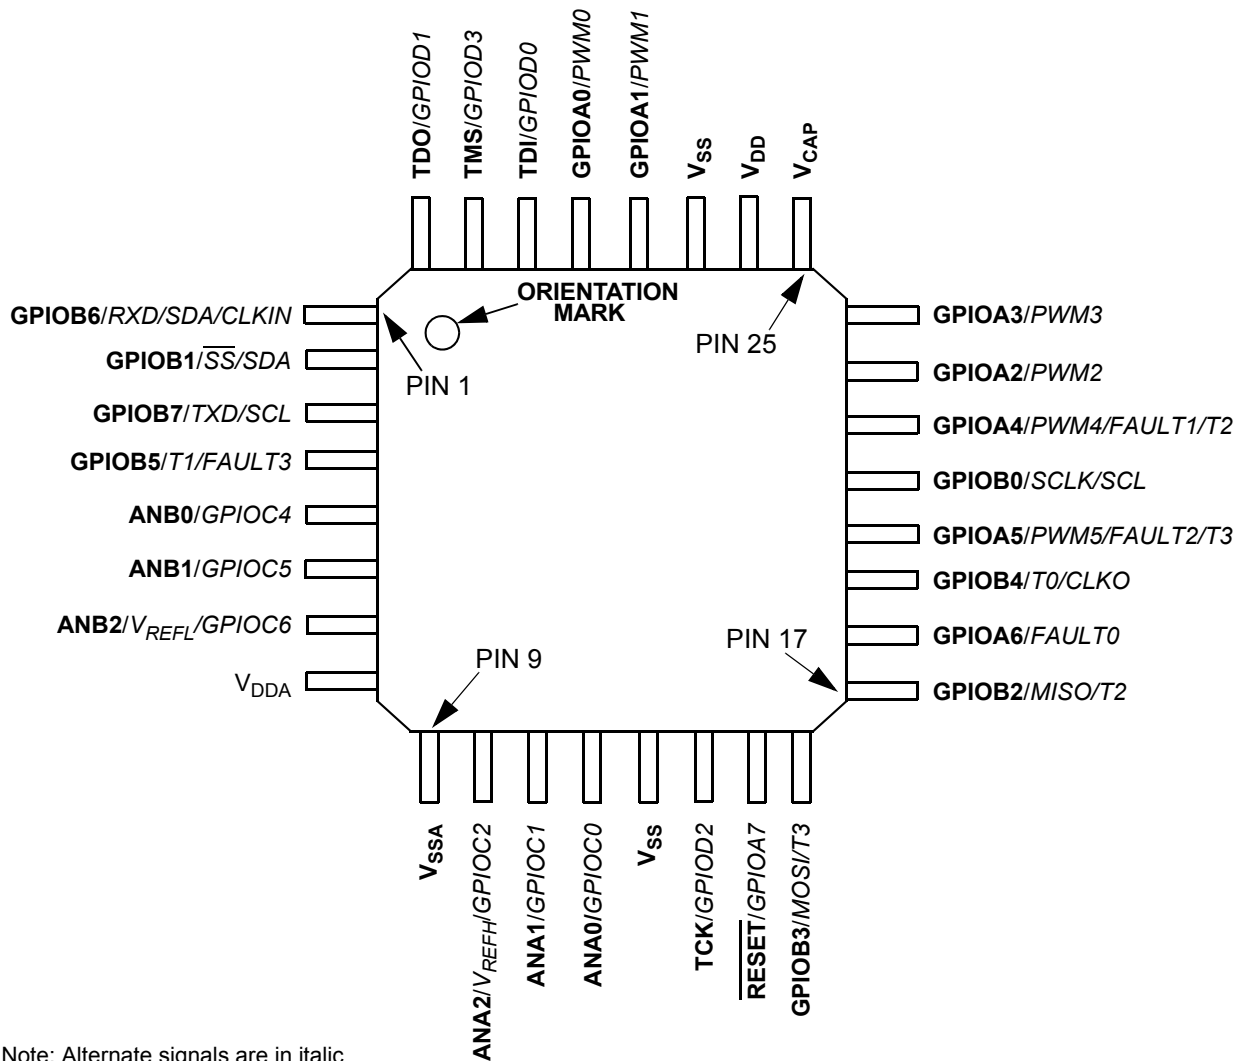 TDO/GPIOD1
TMS/GPIOD3
TDI/GPIOD0
GPIOA0/PWM0
GPIOA1/PWM1
VSS
VDD
VCAP
ORIENTATION
MARK
PIN 1
PIN 25
GPIOB6/RXD/SDA/CLKIN
GPIOB1/S̅S̅/SDA
GPIOB7/TXD/SCL
GPIOB5/T1/FAULT3
ANB0/GPIOC4
ANB1/GPIOC5
ANB2/VREFL/GPIOC6
VDDA
GPIOA3/PWM3
GPIOA2/PWM2
GPIOA4/PWM4/FAULT1/T2
GPIOB0/SCLK/SCL
GPIOA5/PWM5/FAULT2/T3
GPIOB4/T0/CLKO
GPIOA6/FAULT0
GPIOB2/MISO/T2
PIN 9
PIN 17
VSSA
ANA2/VREFH/GPIOC2
ANA1/GPIOC1
ANA0/GPIOC0
VSS
TCK/GPIOD2
R̅E̅S̅E̅T̅/GPIOA7
GPIOB3/MOSI/T3
Note: Alternate signals are in italic